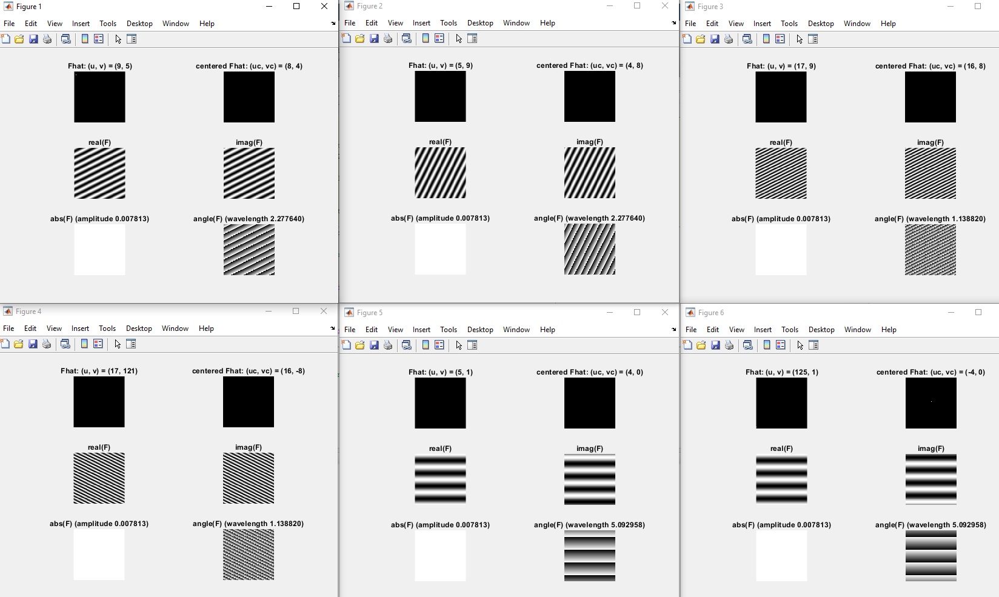 Figure 1
File Edit View Insert Tools Desktop Window Help
Fhat: (u, v) = (9, 5)
centered Fhat: (uc, vc) = (8, 4)
real(F)
imag(F)
abs(F) (amplitude 0.007813)
angle(F) (wavelength 2.277640)
Figure 2
File Edit View Insert Tools Desktop Window Help
Fhat: (u, v) = (5, 9)
centered Fhat: (uc, vc) = (4, 8)
real(F)
imag(F)
abs(F) (amplitude 0.007813)
angle(F) (wavelength 2.277640)
Figure 3
File Edit View Insert Tools Desktop Window Help
Fhat: (u, v) = (17, 9)
centered Fhat: (uc, vc) = (16, 8)
real(F)
imag(F)
abs(F) (amplitude 0.007813)
angle(F) (wavelength 1.138820)
Figure 4
File Edit View Insert Tools Desktop Window Help
Fhat: (u, v) = (17, 121)
centered Fhat: (uc, vc) = (16, -8)
real(F)
imag(F)
abs(F) (amplitude 0.007813)
angle(F) (wavelength 1.138820)
Figure 5
File Edit View Insert Tools Desktop Window Help
Fhat: (u, v) = (5, 1)
centered Fhat: (uc, vc) = (4, 0)
real(F)
imag(F)
abs(F) (amplitude 0.007813)
angle(F) (wavelength 5.092958)
Figure 6
File Edit View Insert Tools Desktop Window Help
Fhat: (u, v) = (125, 1)
centered Fhat: (uc, vc) = (-4, 0)
real(F)
imag(F)
abs(F) (amplitude 0.007813)
angle(F) (wavelength 5.092958)